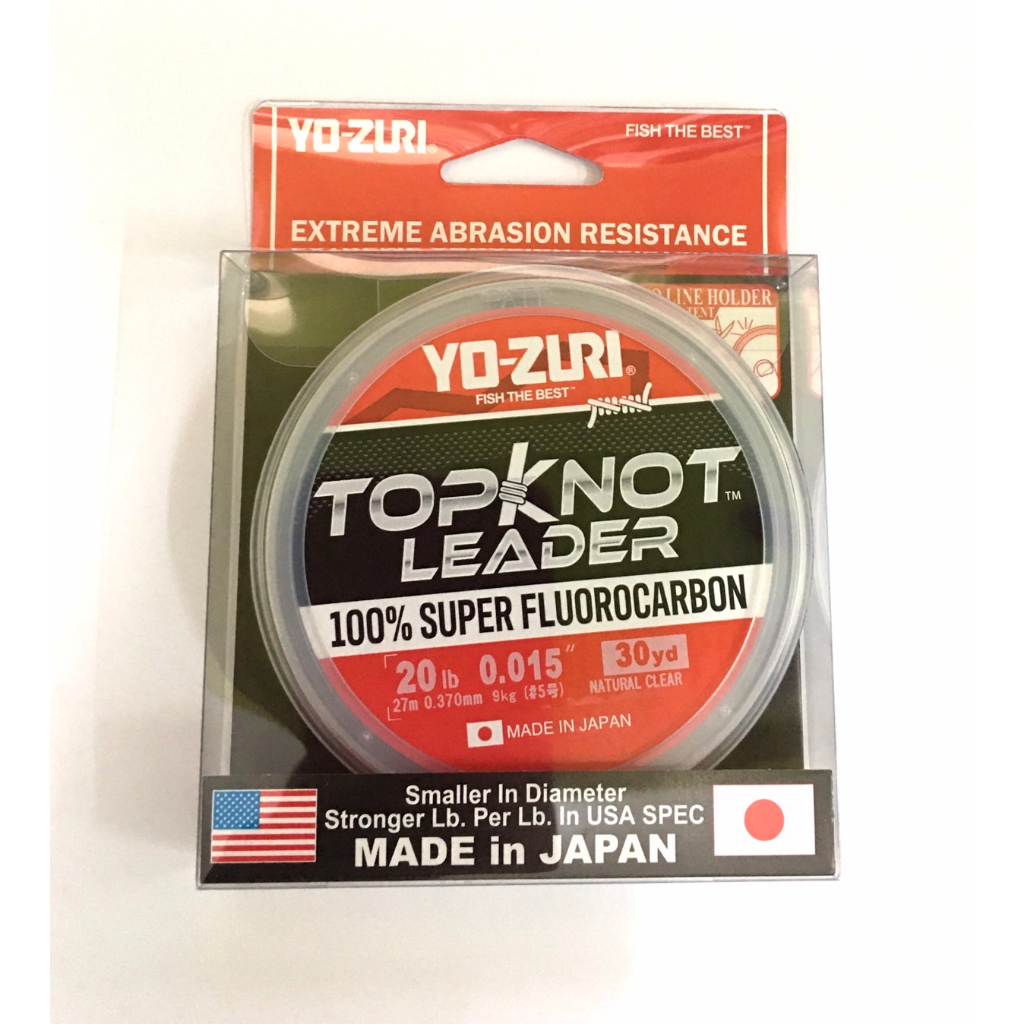 YO-ZURI®
FISH THE BEST™
EXTREME ABRASION RESISTANCE
LINE HOLDER
YO-ZURI®
FISH THE BEST™
TOPKNOT™
LEADER
100% SUPER FLUOROCARBON
20lb 0.015″ 30yd
27m 0.370mm 9kg (#5号) NATURAL CLEAR
MADE IN JAPAN
Smaller In Diameter
Stronger Lb. Per Lb. In USA SPEC
MADE in JAPAN